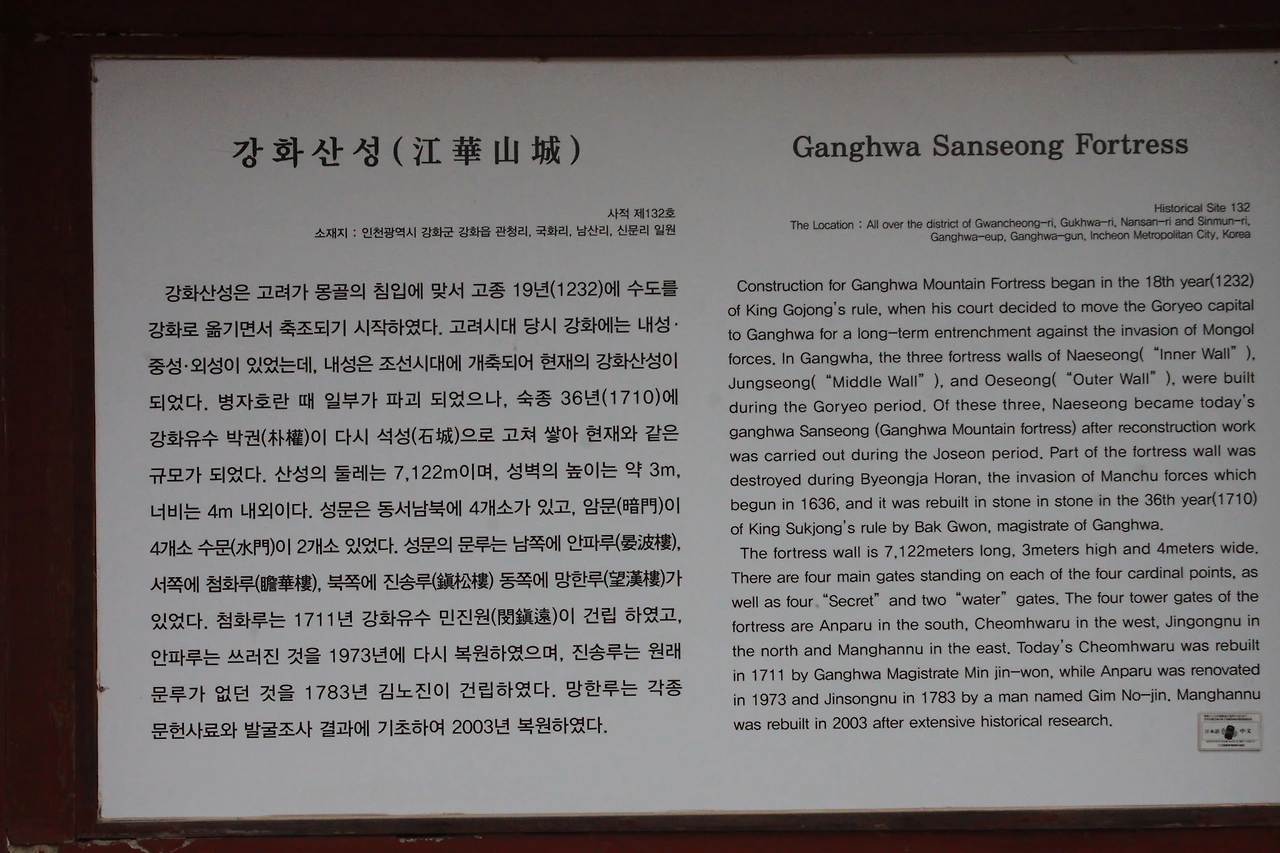 강화산성(江華山城)
사적 제132호
소재지 : 인천광역시 강화군 강화읍 관청리, 국화리, 남산리, 신문리 일원
강화산성은 고려가 몽골의 침입에 맞서 고종 19년(1232)에 수도를
강화로 옮기면서 축조되기 시작하였다. 고려시대 당시 강화에는 내성·
중성·외성이 있었는데, 내성은 조선시대에 개축되어 현재의 강화산성이
되었다. 병자호란 때 일부가 파괴 되었으나, 숙종 36년(1710)에
강화유수 박권(朴權)이 다시 석성(石城)으로 고쳐 쌓아 현재와 같은
규모가 되었다. 산성의 둘레는 7,122m이며, 성벽의 높이는 약 3m,
너비는 4m 내외이다. 성문은 동서남북에 4개소가 있고, 암문(暗門)이
4개소 수문(水門)이 2개소 있었다. 성문의 문루는 남쪽에 안파루(晏波樓),
서쪽에 첨화루(瞻華樓), 북쪽에 진송루(鎭松樓) 동쪽에 망한루(望漢樓)가
있었다. 첨화루는 1711년 강화유수 민진원(閔鎭遠)이 건립 하였고,
안파루는 쓰러진 것을 1973년에 다시 복원하였으며, 진송루는 원래
문루가 없던 것을 1783년 김노진이 건립하였다. 망한루는 각종
문헌사료와 발굴조사 결과에 기초하여 2003년 복원하였다.
Ganghwa Sanseong Fortress
Historical Site 132
The Location : All over the district of Gwancheong-ri, Gukhwa-ri, Nansan-ri and Sinmun-ri,
Ganghwa-eup, Ganghwa-gun, Incheon Metropolitan City, Korea
Construction for Ganghwa Mountain Fortress began in the 18th year(1232)
of King Gojong's rule, when his court decided to move the Goryeo capital
to Ganghwa for a long-term entrenchment against the invasion of Mongol
forces. In Gangwha, the three fortress walls of Naeseong( “Inner Wall” ),
Jungseong( “Middle Wall” ), and Oeseong( “Outer Wall” ), were built
during the Goryeo period. Of these three, Naeseong became today's
ganghwa Sanseong (Ganghwa Mountain fortress) after reconstruction work
was carried out during the Joseon period. Part of the fortress wall was
destroyed during Byeongja Horan, the invasion of Manchu forces which
begun in 1636, and it was rebuilt in stone in stone in the 36th year(1710)
of King Sukjong's rule by Bak Gwon, magistrate of Ganghwa.
The fortress wall is 7,122meters long, 3meters high and 4meters wide.
There are four main gates standing on each of the four cardinal points, as
well as four “Secret” and two “water” gates. The four tower gates of the
fortress are Anparu in the south, Cheomhwaru in the west, Jingongnu in
the north and Manghannu in the east. Today's Cheomhwaru was rebuilt
in 1711 by Ganghwa Magistrate Min jin-won, while Anparu was renovated
in 1973 and Jinsongnu in 1783 by a man named Gim No-jin. Manghannu
was rebuilt in 2003 after extensive historical research.
日本語 中文